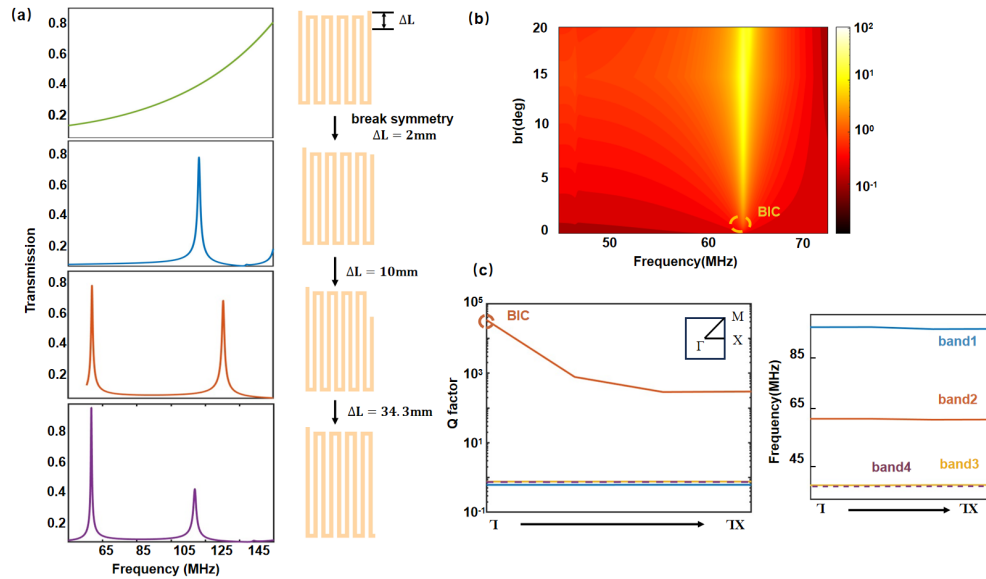 (a)
0.8
0.6
0.4
0.2
ΔL
break symmetry
ΔL = 2mm
0.8
0.6
0.4
0.2
ΔL = 10mm
0.8
0.6
0.4
0.2
ΔL = 34.3mm
0.8
0.6
0.4
0.2
65 85 105 125 145
Frequency (MHz)
Transmission
(b)
20
15
10
5
0
br(deg)
BIC
50 60 70
Frequency(MHz)
10²
10¹
10⁰
10⁻¹
(c)
10⁵
10³
10¹
10⁻¹
Q factor
BIC
M
Γ X
Γ ΓX
85
65
45
Frequency(MHz)
band1
band2
band3
band4
Γ ΓX